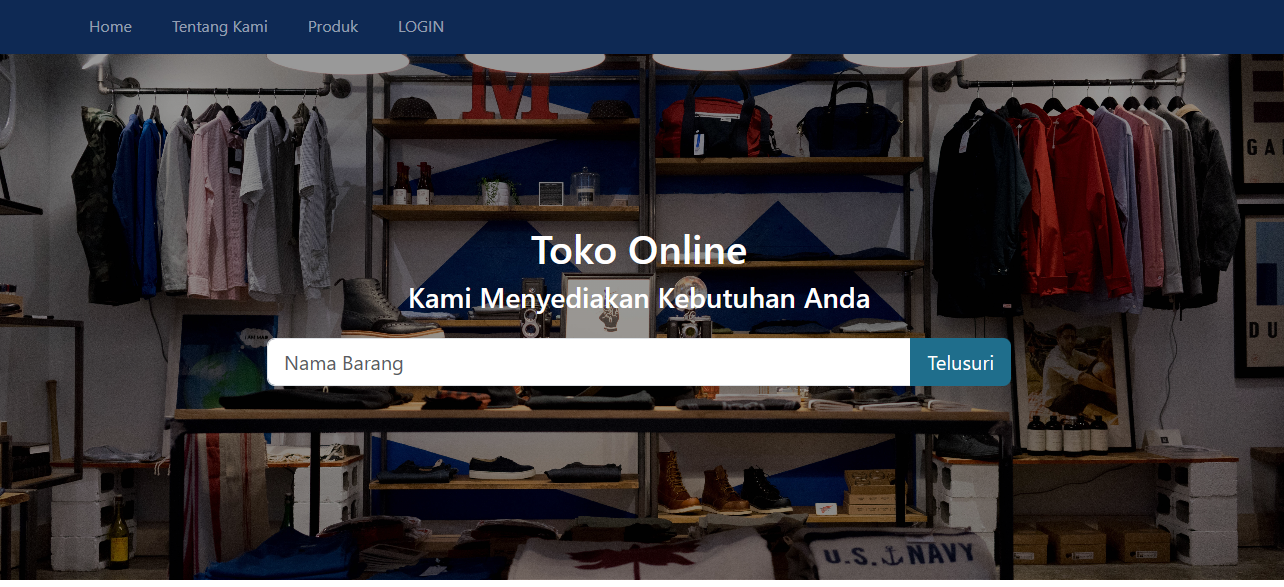 Home
Tentang Kami
Produk
LOGIN
M
GA
Toko Online
Kami Menyediakan Kebutuhan Anda
DU
Nama Barang
Telusuri
U.S. NAVY